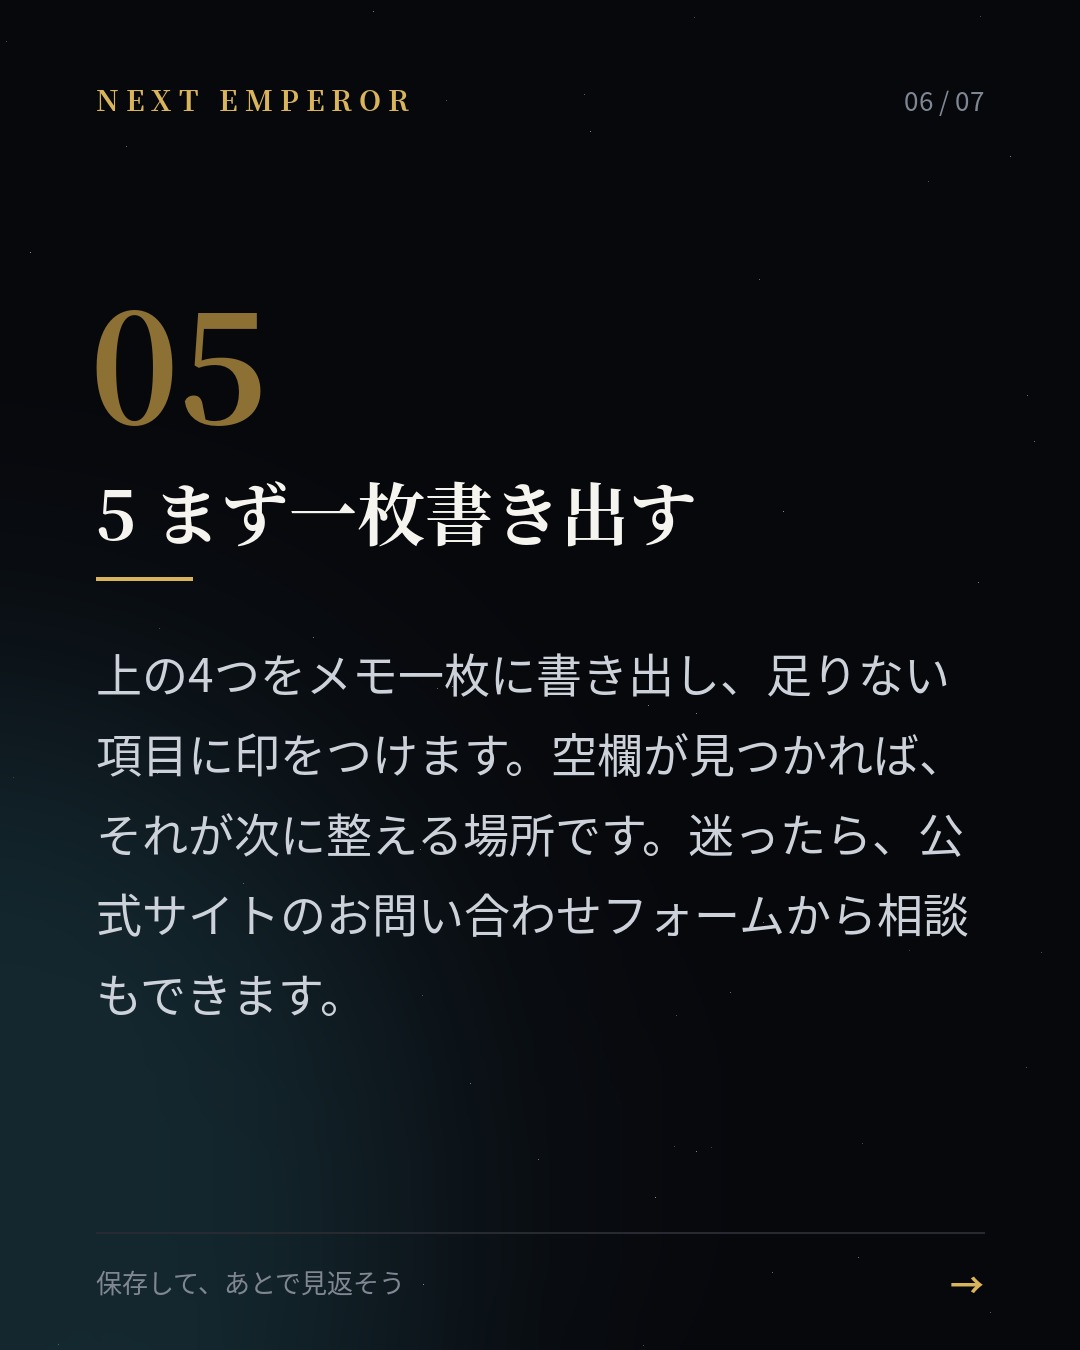 NEXT EMPEROR
06 / 07
05
5 まず一枚書き出す
上の4つをメモ一枚に書き出し、足りない
項目に印をつけます。空欄が見つかれば、
それが次に整える場所です。迷ったら、公
式サイトのお問い合わせフォームから相談
もできます。
保存して、あとで見返そう
→